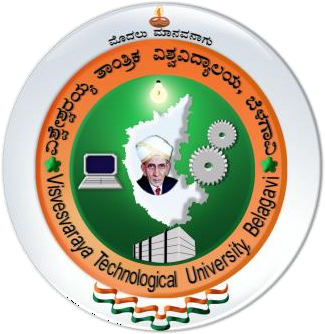 ಮೊದಲು ಮಾನವನಾಗು
ವಿಶ್ವೇಶ್ವರಯ್ಯ ತಾಂತ್ರಿಕ ವಿಶ್ವವಿದ್ಯಾಲಯ, ಬೆಳಗಾವಿ
Visvesvaraya Technological University, Belagavi